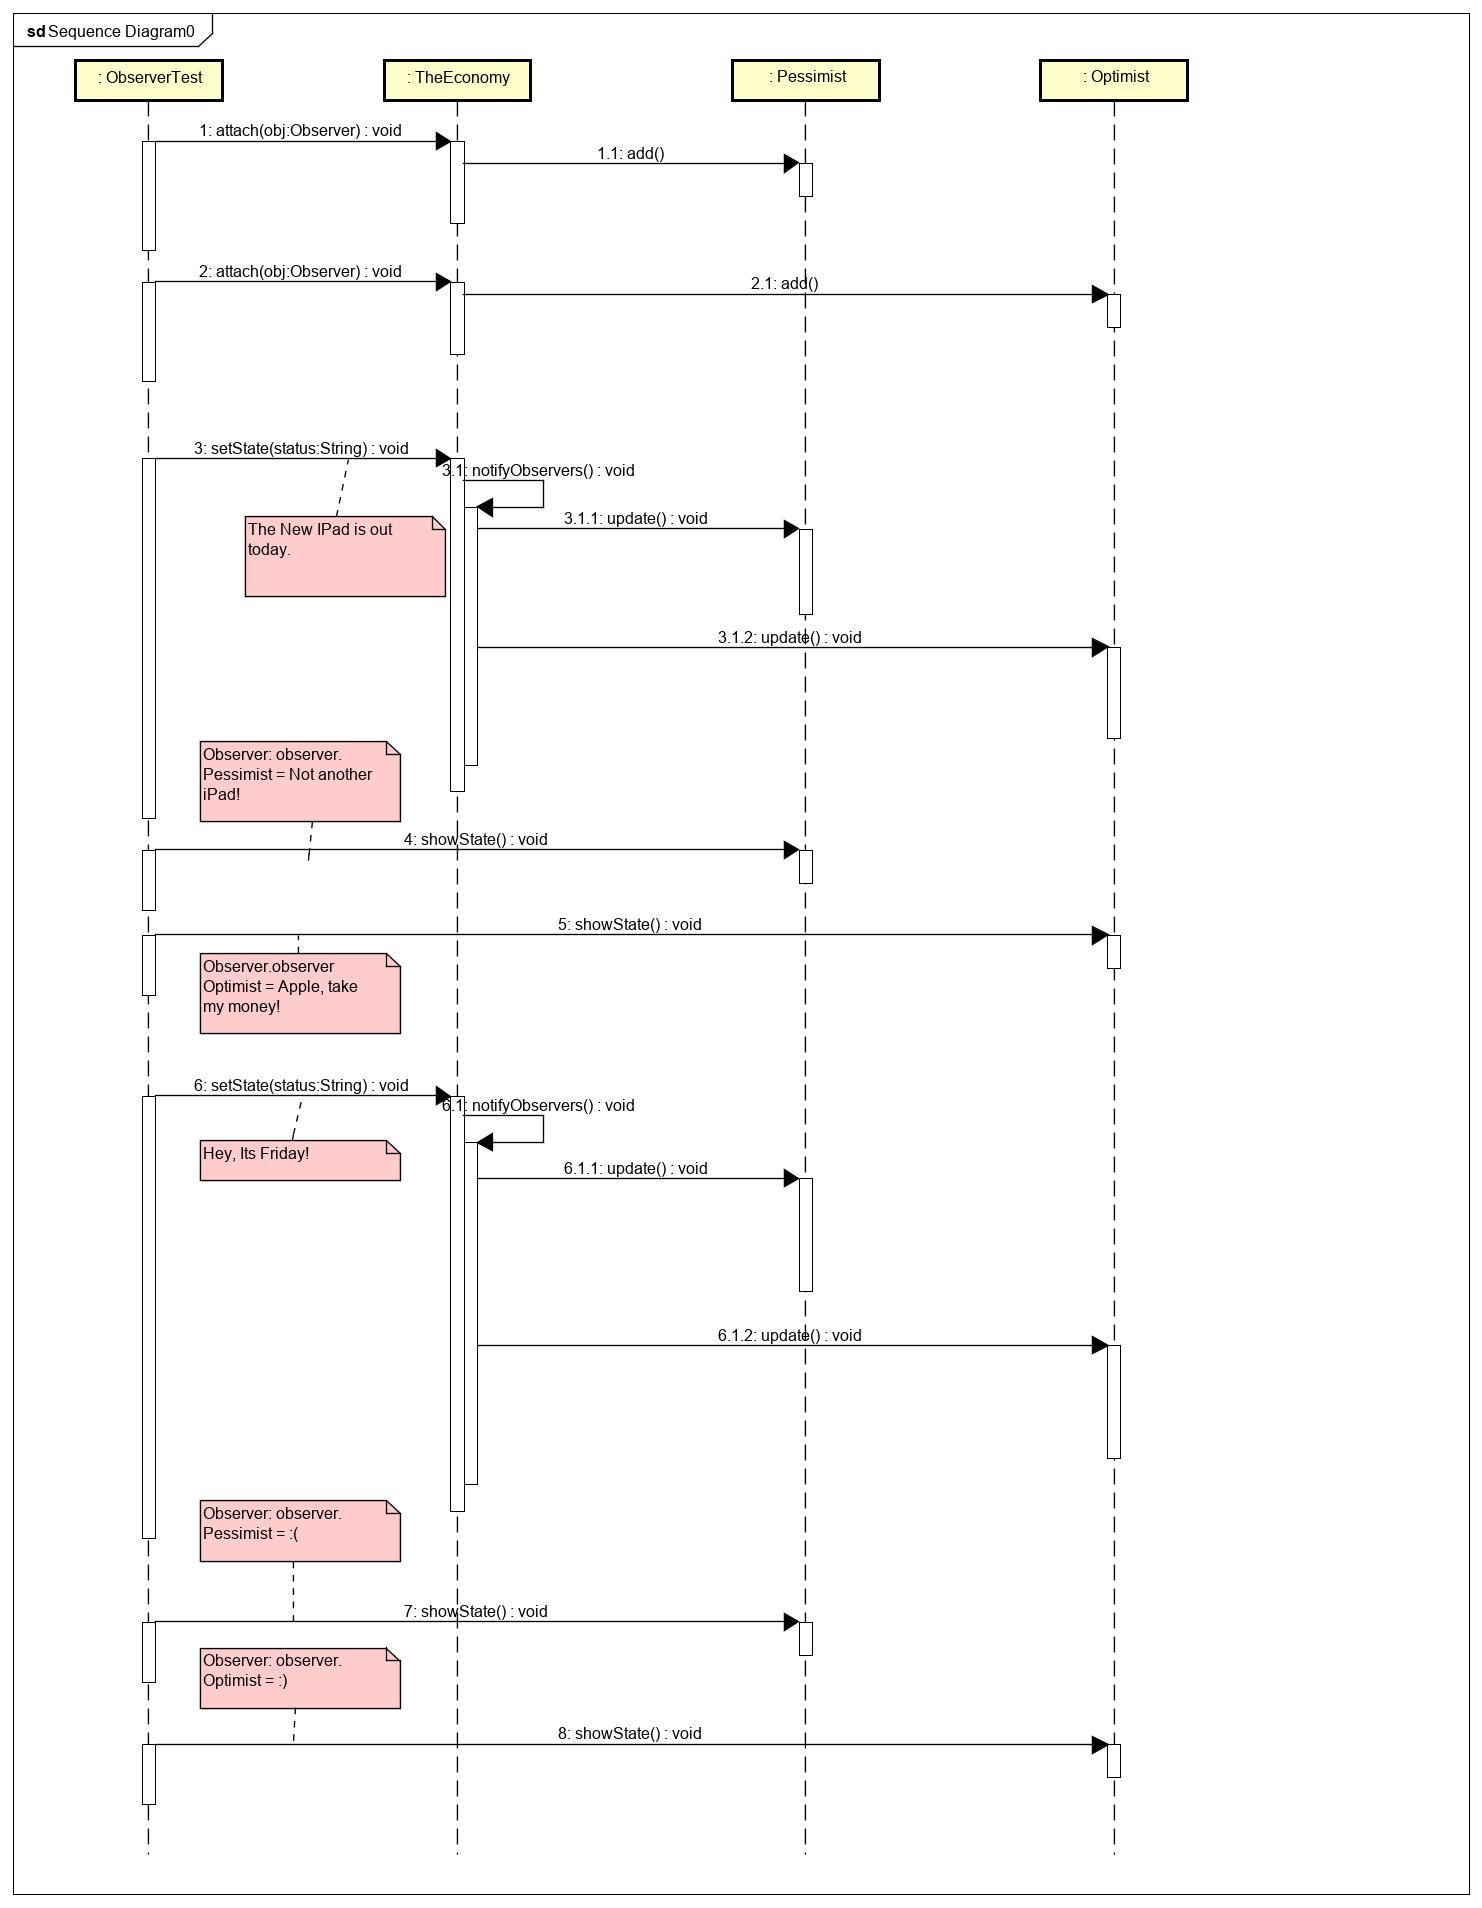 sd Sequence Diagram0
: ObserverTest
: TheEconomy
: Pessimist
: Optimist
1: attach(obj:Observer) : void
1.1: add()
2: attach(obj:Observer) : void
2.1: add()
3: setState(status:String) : void
3.1: notifyObservers() : void
3.1.1: update() : void
The New IPad is out
today.
3.1.2: update() : void
Observer: observer.
Pessimist = Not another
iPad!
4: showState() : void
5: showState() : void
Observer.observer
Optimist = Apple, take
my money!
6: setState(status:String) : void
6.1: notifyObservers() : void
Hey, Its Friday!
6.1.1: update() : void
6.1.2: update() : void
Observer: observer.
Pessimist = :(
7: showState() : void
Observer: observer.
Optimist = :)
8: showState() : void